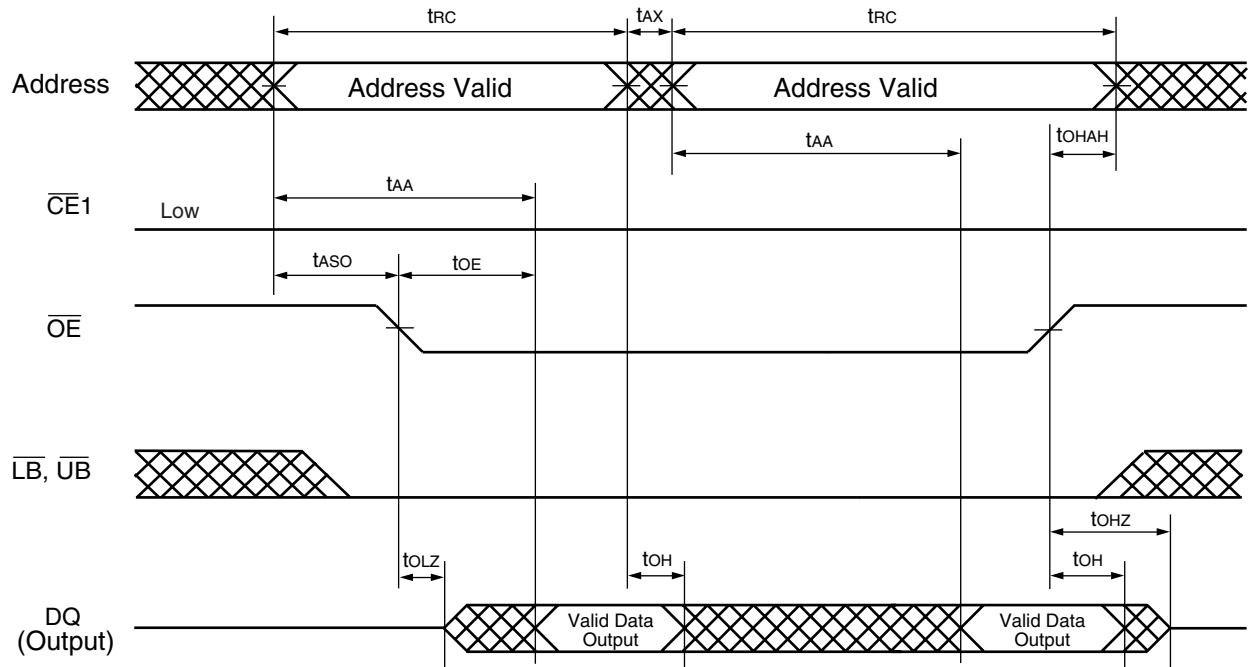 tRC tAX tRC
Address Address Valid Address Valid
tOHAH
tAA
tAA
CE1 Low
tASO tOE
OE
LB, UB
tOHZ
tOLZ tOH tOH
DQ
(Output)
Valid Data
Output
Valid Data
Output